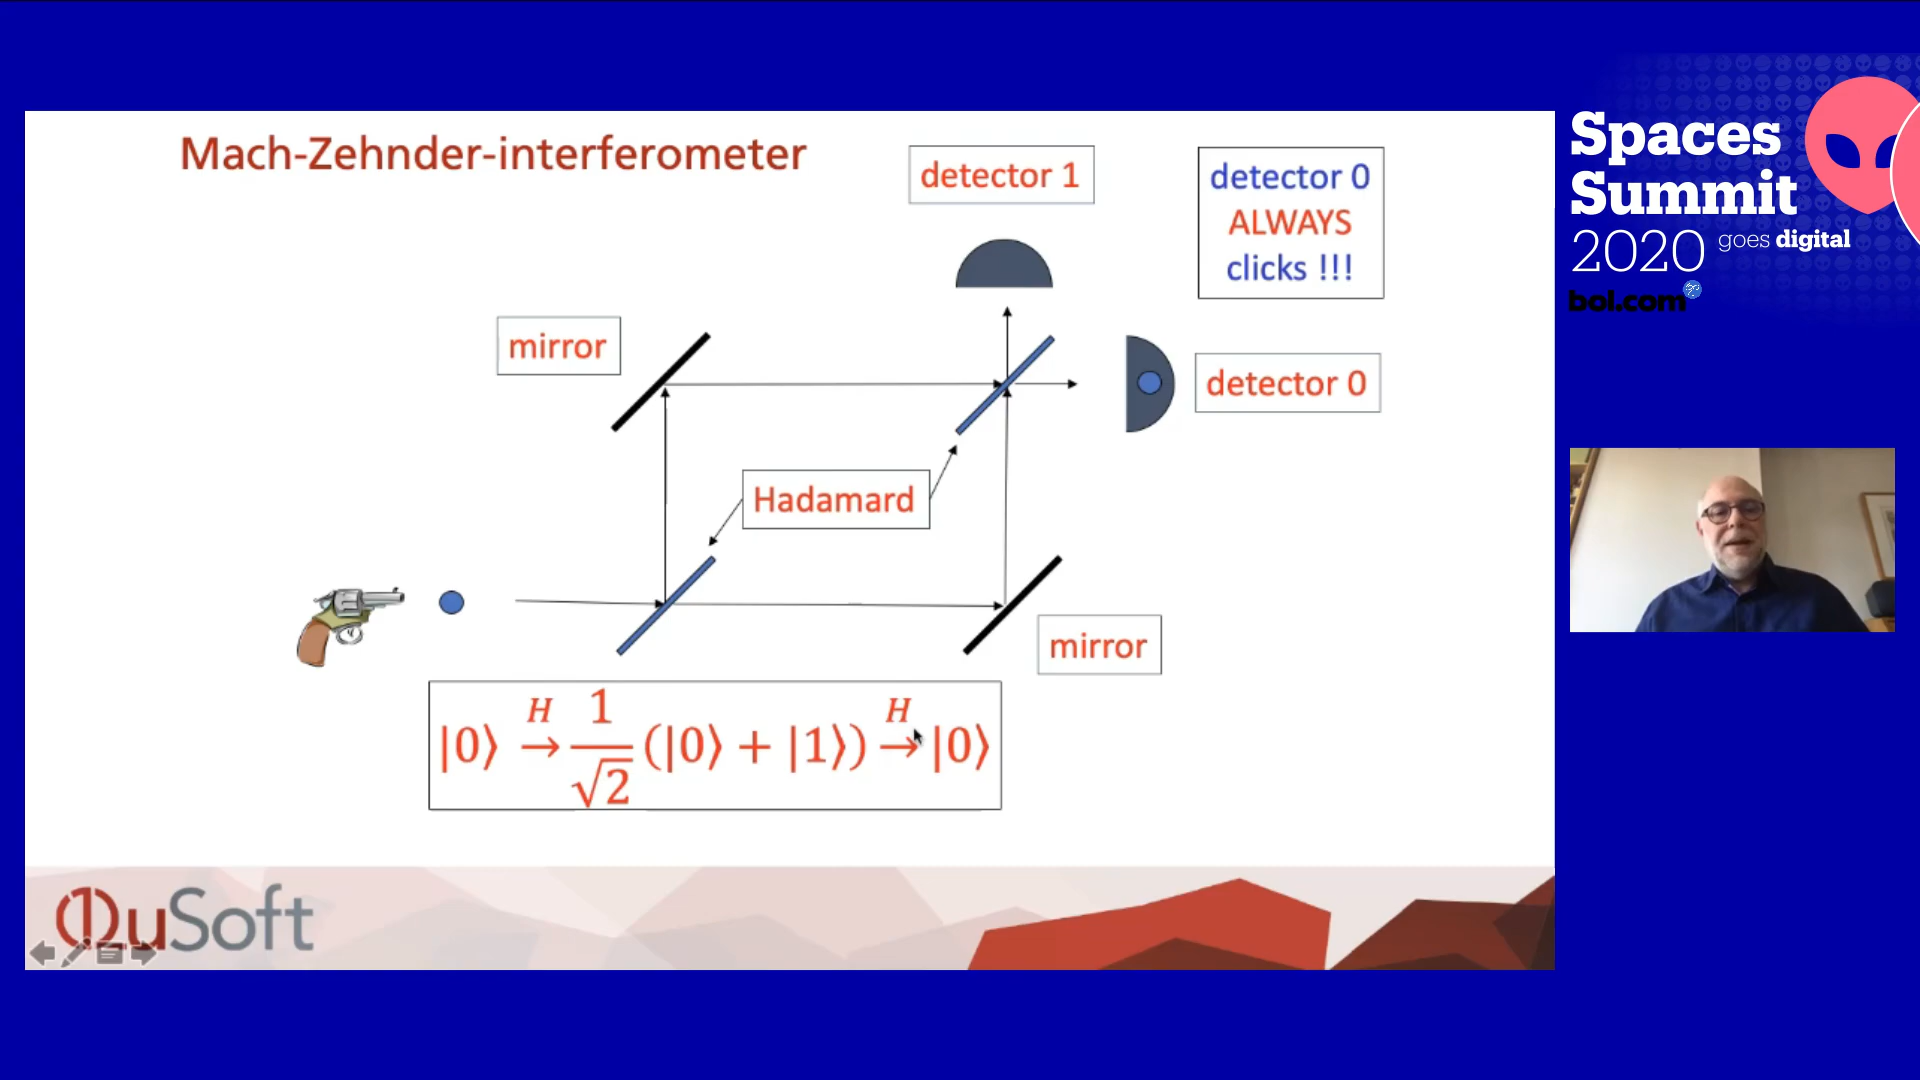 Mach-Zehnder-interferometer
detector 1
detector 0
ALWAYS
clicks !!!
mirror
detector 0
Hadamard
mirror
|0⟩ H→ 1/√2 (|0⟩ + |1⟩) H→ |0⟩
QuSoft
Spaces
Summit
2020 goes digital
bol.com